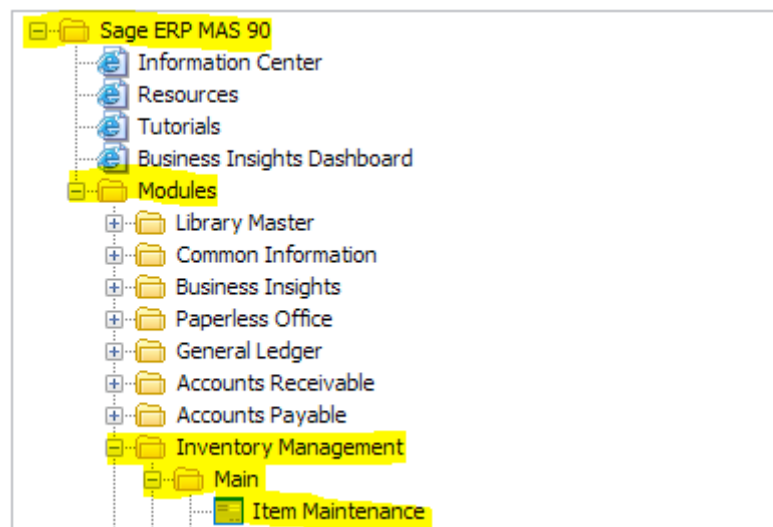 Sage ERP MAS 90
Information Center
Resources
Tutorials
Business Insights Dashboard
Modules
Library Master
Common Information
Business Insights
Paperless Office
General Ledger
Accounts Receivable
Accounts Payable
Inventory Management
Main
Item Maintenance